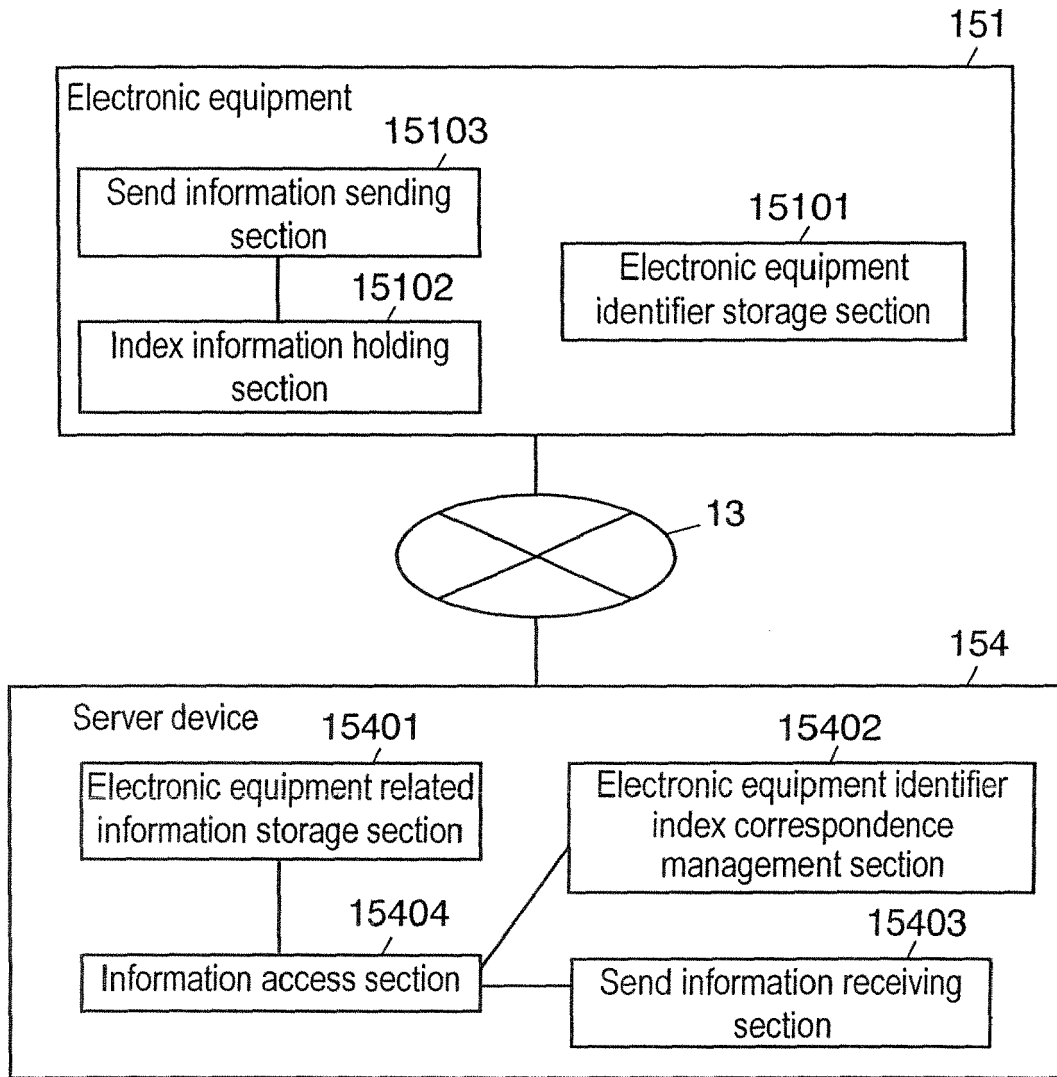 151
Electronic equipment
15103
Send information sending
section
15102
Index information holding
section
15101
Electronic equipment
identifier storage section
13
154
Server device
15401
Electronic equipment related
information storage section
15402
Electronic equipment identifier
index correspondence
management section
15404
Information access section
15403
Send information receiving
section